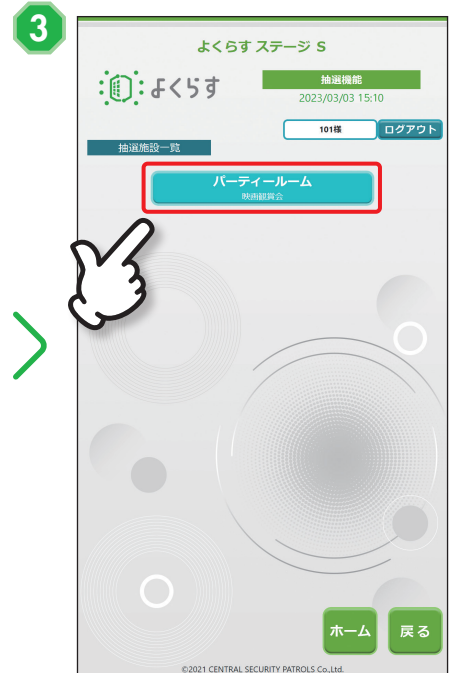 3
よくらす ステージ S
よくらす
抽選機能
2023/03/03 15:10
101様
ログアウト
抽選施設一覧
パーティールーム
映画観賞会
ホーム
戻る
©2021 CENTRAL SECURITY PATROLS Co.,Ltd.